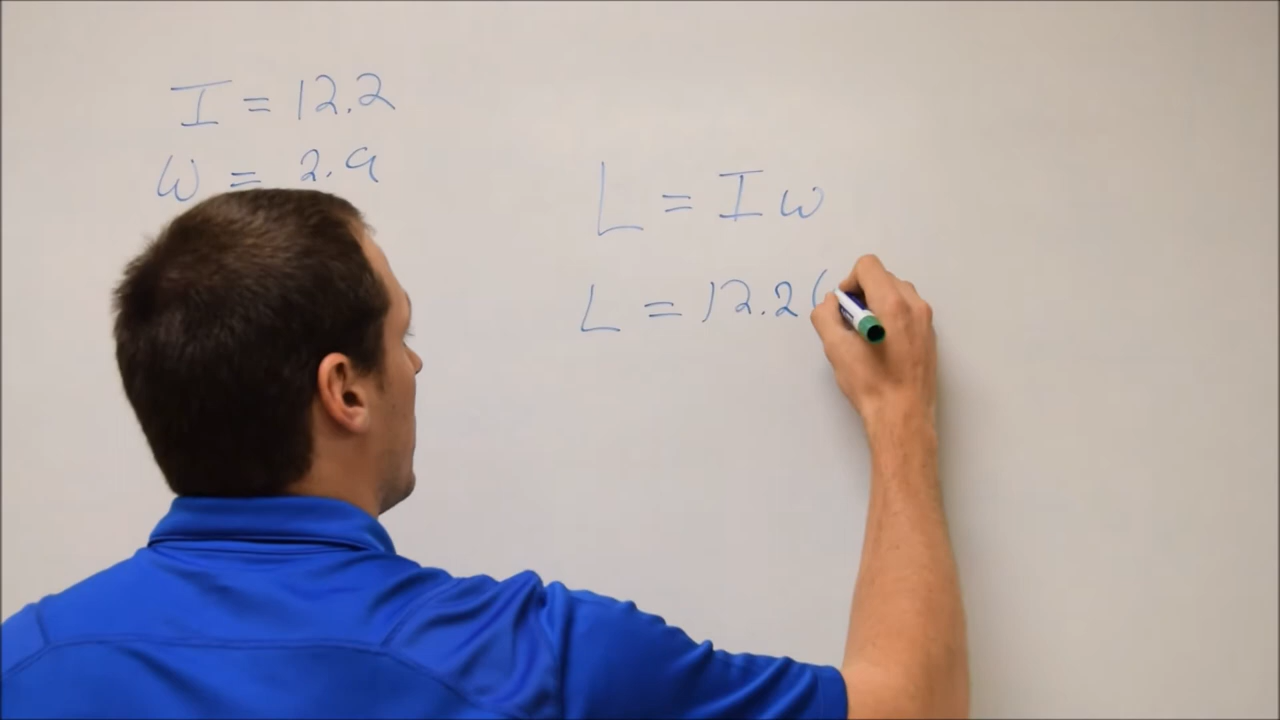 I = 12.2
ω = 2.9
L = Iω
L = 12.2(